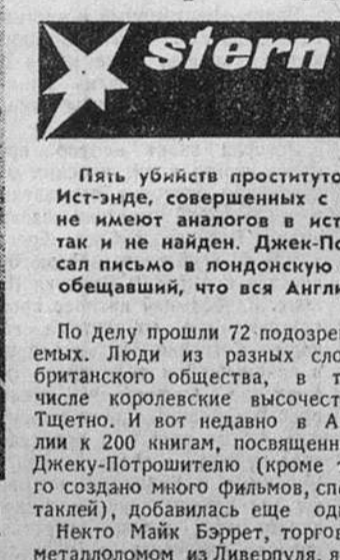 stern
Пять убийств проституто
Ист-энде, совершенных с
не имеют аналогов в ист
так и не найден. Джек-По
сал письмо в лондонскую
обещавший, что вся Англи
По делу прошли 72 подозре
емых. Люди из разных сло
британского общества, в т
числе королевские высочест
Тщетно. И вот недавно в А
лии к 200 книгам, посвященн
Джеку-Потрошителю (кроме т
го создано много фильмов, спе
таклей), добавилась еще од
Некто Майк Бэррет, торгов
металлоломом из Ливерпуля, я